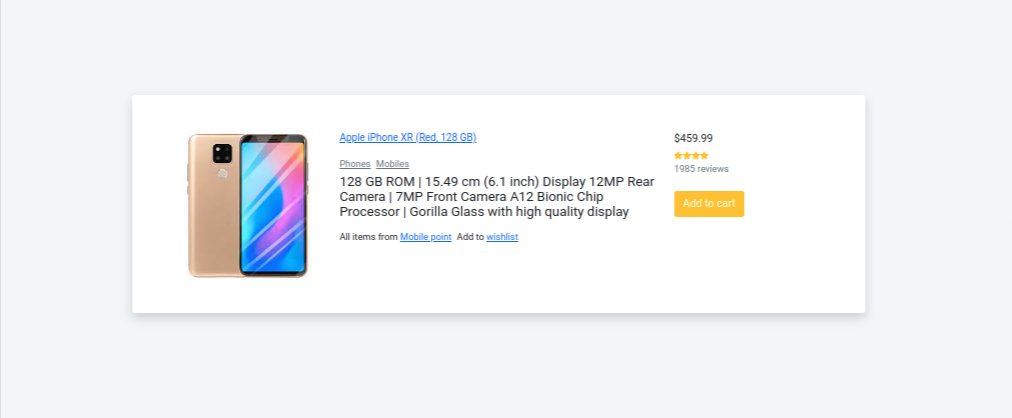 Apple iPhone XR (Red, 128 GB)
Phones Mobiles
128 GB ROM | 15.49 cm (6.1 inch) Display 12MP Rear
Camera | 7MP Front Camera A12 Bionic Chip
Processor | Gorilla Glass with high quality display
All items from Mobile point Add to wishlist
$459.99
1985 reviews
Add to cart